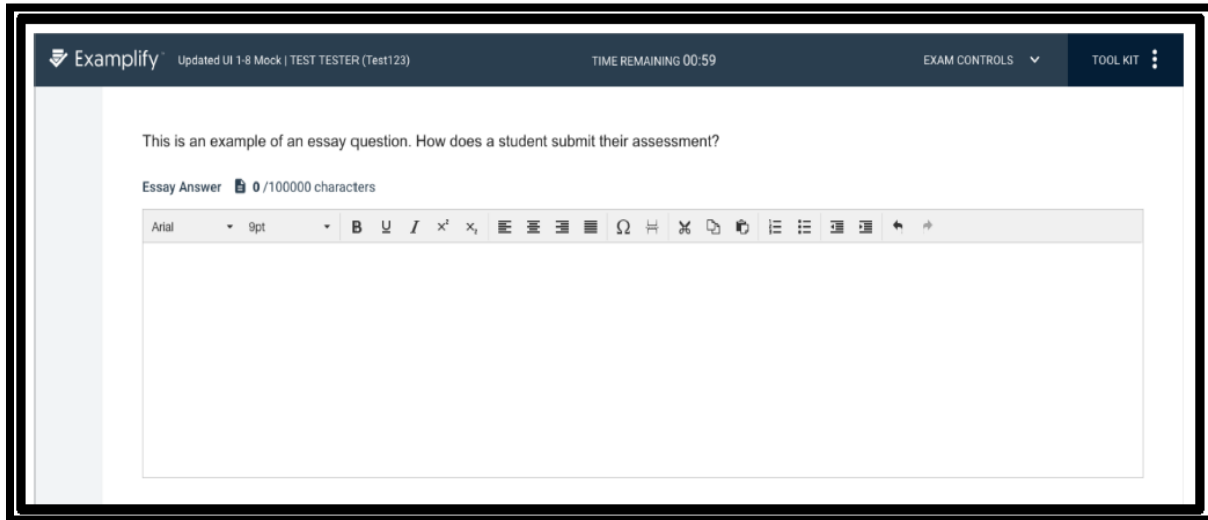 Examplify Updated UI 1-8 Mock | TEST TESTER (Test123) TIME REMAINING 00:59 EXAM CONTROLS TOOL KIT
This is an example of an essay question. How does a student submit their assessment?
Essay Answer 0 /100000 characters
Arial 9pt B U I x² x₂ Ω